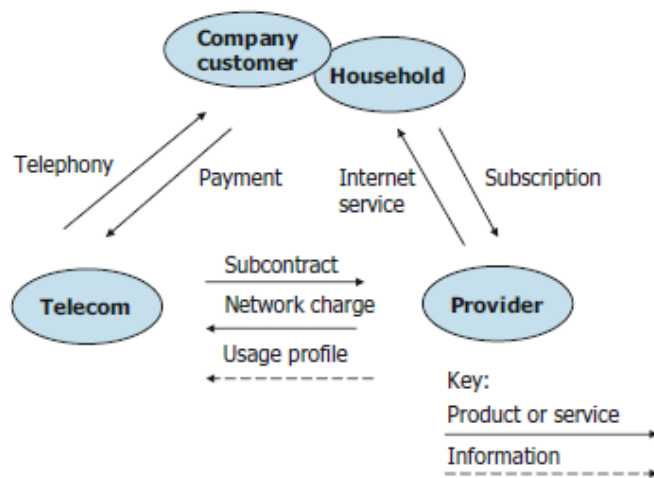 Company
customer
Household
Telephony
Payment
Internet
service
Subscription
Telecom
Subcontract
Network charge
Usage profile
Provider
Key:
Product or service
Information